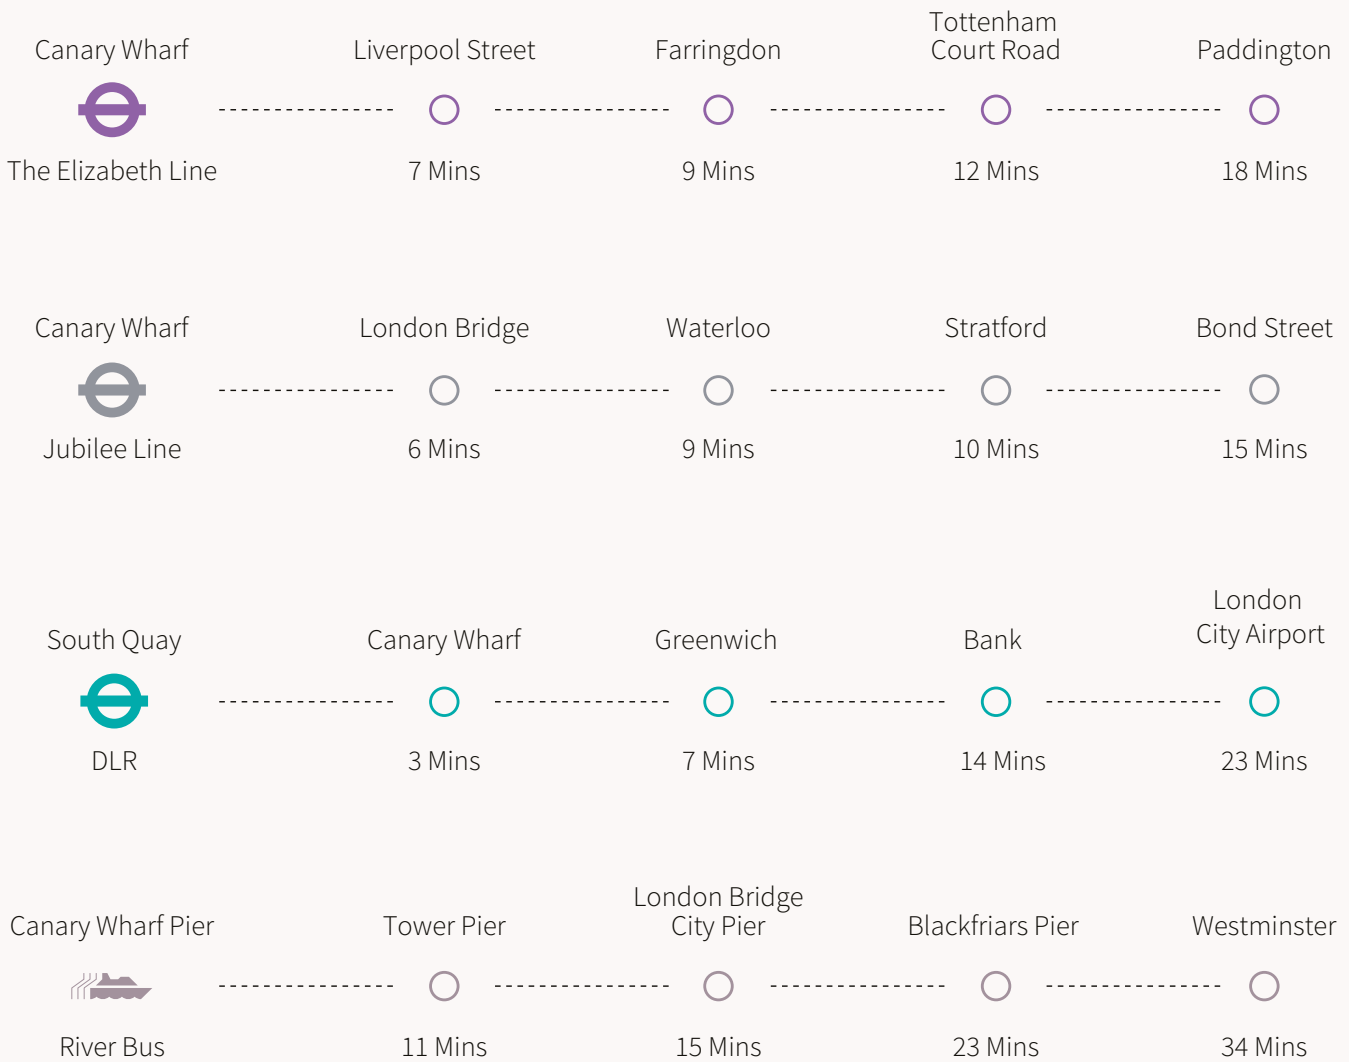 Canary Wharf
Liverpool Street
Farringdon
Tottenham
Court Road
Paddington
The Elizabeth Line
7 Mins
9 Mins
12 Mins
18 Mins
Canary Wharf
London Bridge
Waterloo
Stratford
Bond Street
Jubilee Line
6 Mins
9 Mins
10 Mins
15 Mins
South Quay
Canary Wharf
Greenwich
Bank
London
City Airport
DLR
3 Mins
7 Mins
14 Mins
23 Mins
Canary Wharf Pier
Tower Pier
London Bridge
City Pier
Blackfriars Pier
Westminster
River Bus
11 Mins
15 Mins
23 Mins
34 Mins